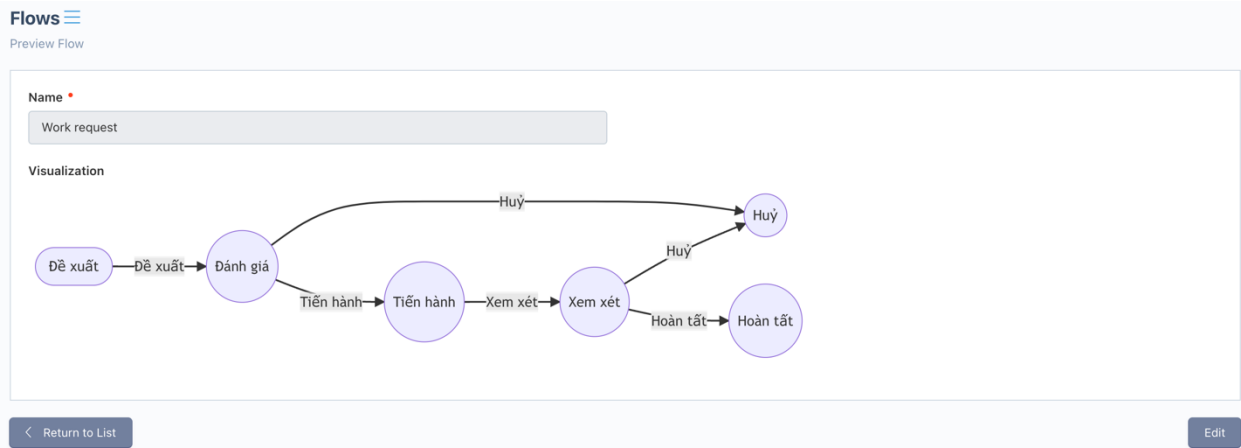 Flows
Preview Flow
Name *
Work request
Visualization
Huỷ
Huỷ
Đề xuất
Đề xuất
Đánh giá
Huỷ
Tiến hành
Tiến hành
Xem xét
Xem xét
Hoàn tất
Hoàn tất
Return to List
Edit